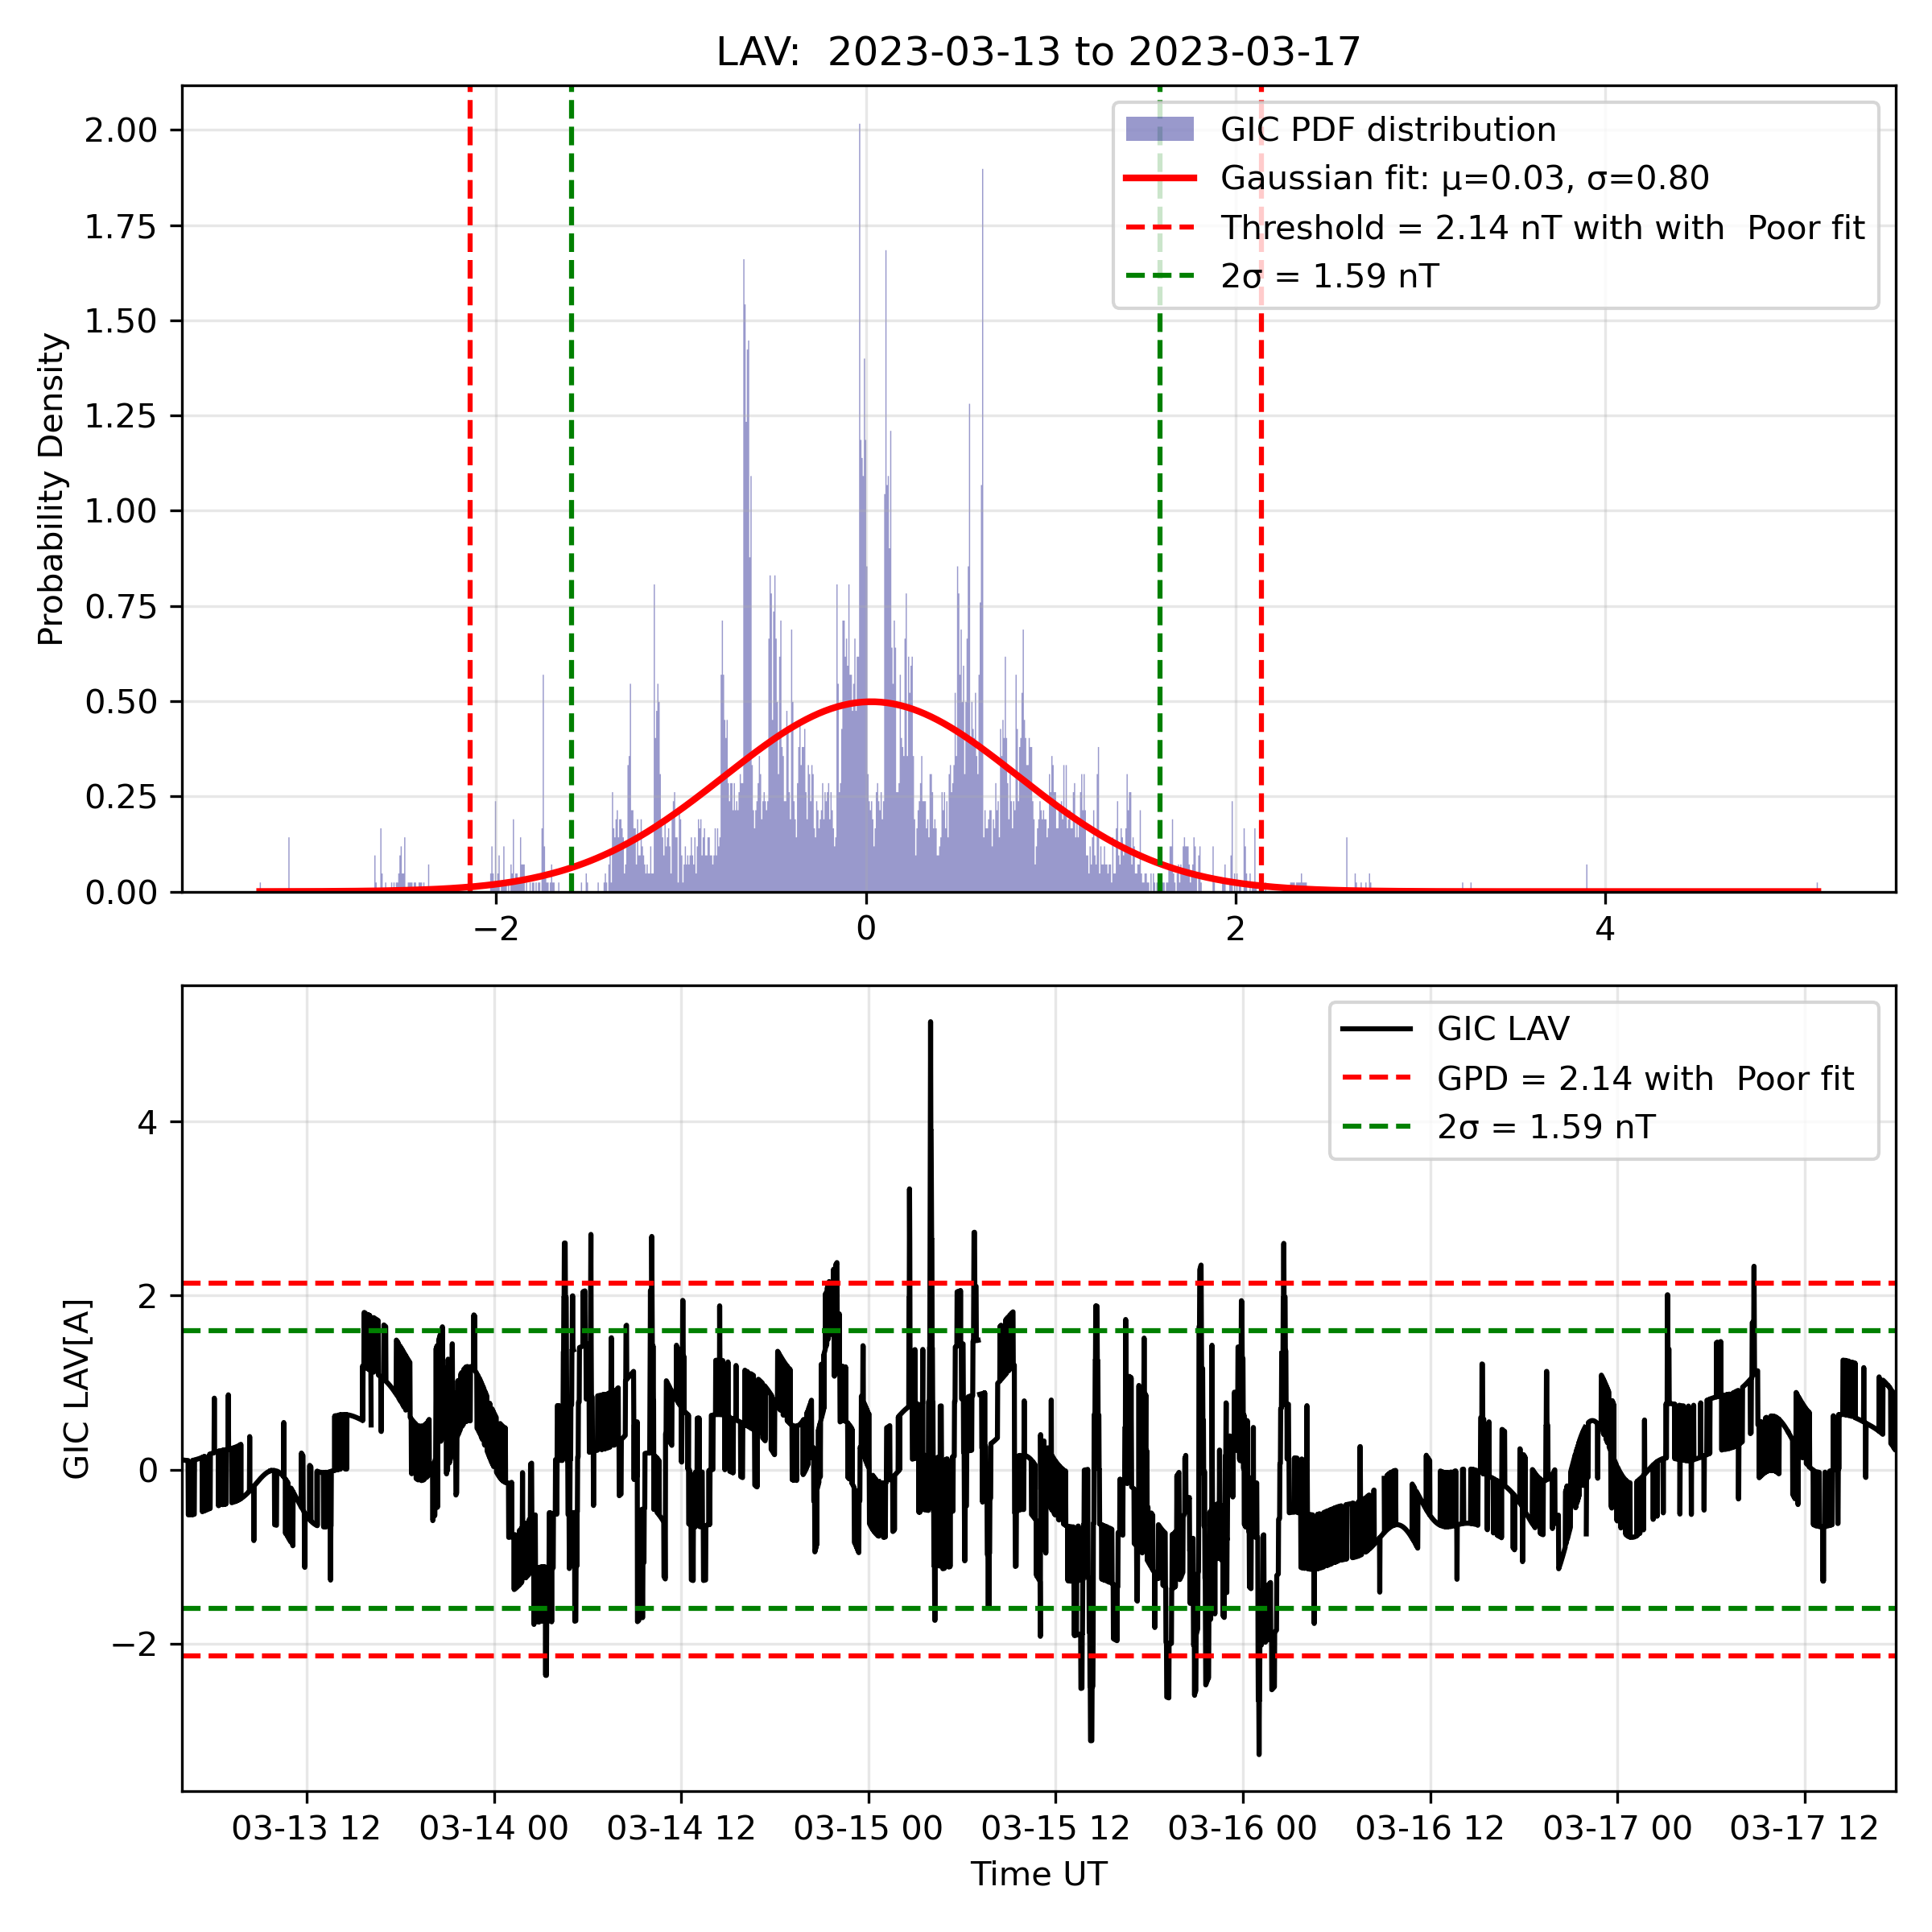 LAV:  2023-03-13 to 2023-03-17
Probability Density
2.00
1.75
1.50
1.25
1.00
0.75
0.50
0.25
0.00
GIC PDF distribution
Gaussian fit: μ=0.03, σ=0.80
Threshold = 2.14 nT with with  Poor fit
2σ = 1.59 nT
−2
0
2
4
GIC LAV[A]
4
2
0
−2
GIC LAV
GPD = 2.14 with  Poor fit
2σ = 1.59 nT
03-13 12
03-14 00
03-14 12
03-15 00
03-15 12
03-16 00
03-16 12
03-17 00
03-17 12
Time UT